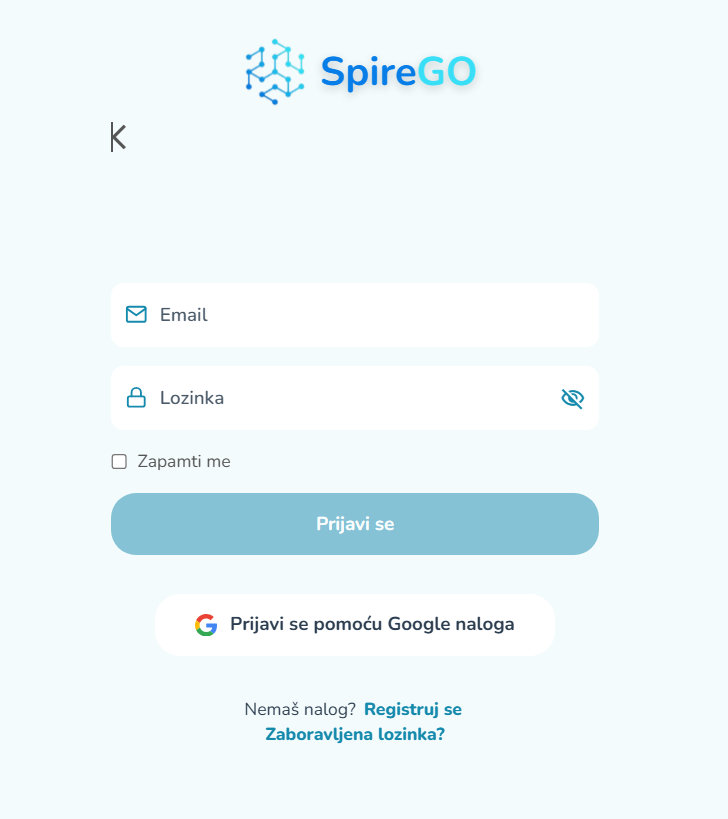 SpireGO
K
Email
Lozinka
Zapamti me
Prijavi se
Prijavi se pomoću Google naloga
Nemaš nalog? Registruj se
Zaboravljena lozinka?